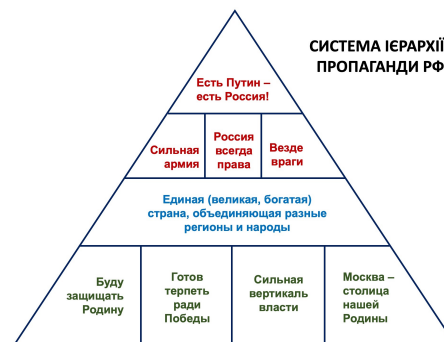 СИСТЕМА ІЄРАРХІЇ
ПРОПАГАНДИ РФ
Есть Путин –
есть Россия!
Сильная
армия
Россия
всегда
права
Везде
враги
Единая (великая, богатая)
страна, объединяющая разные
регионы и народы
Буду
защищать
Родину
Готов
терпеть
ради
Победы
Сильная
вертикаль
власти
Москва –
столица
нашей
Родины